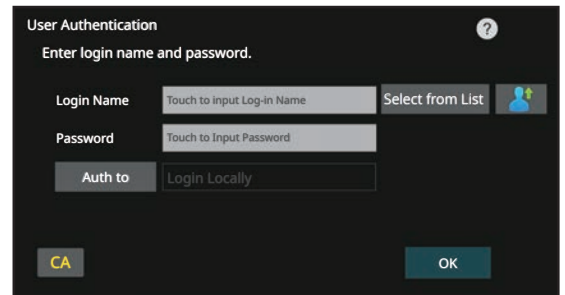 User Authentication
?
Enter login name and password.
Login Name
Touch to input Log-in Name
Select from List
Password
Touch to Input Password
Auth to
Login Locally
CA
OK